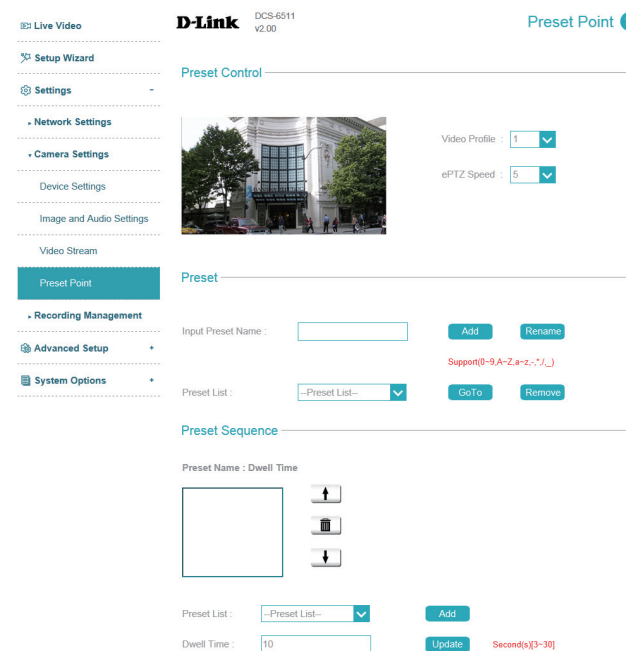 Live Video
Setup Wizard
Settings -
Network Settings
Camera Settings
Device Settings
Image and Audio Settings
Video Stream
Preset Point
Recording Management
Advanced Setup +
System Options +
D-Link DCS-6511
v2.00
Preset Point
Preset Control
Video Profile : 1
ePTZ Speed : 5
Preset
Input Preset Name : Add Rename
Support(0~9,A~Z,a~z,-,*,/,_)
Preset List : --Preset List-- GoTo Remove
Preset Sequence
Preset Name : Dwell Time
Preset List : --Preset List-- Add
Dwell Time : 10 Update Second(s)[3~30]